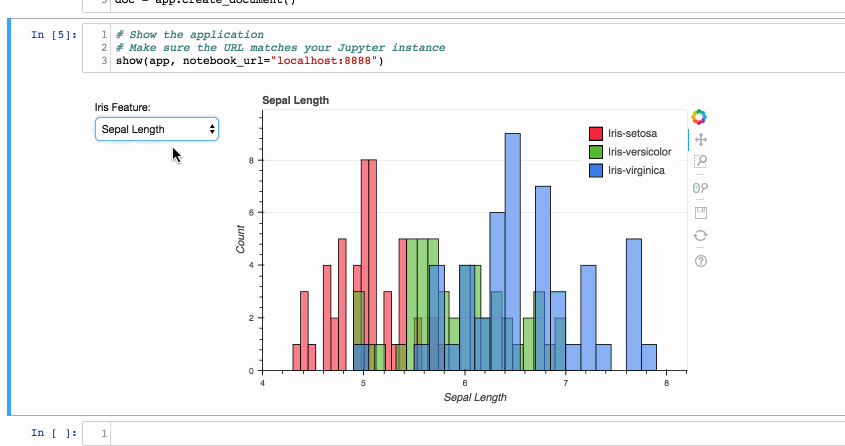 3 doc = app.create_document()
In [5]:
1 # Show the application
2 # Make sure the URL matches your Jupyter instance
3 show(app, notebook_url="localhost:8888")
Iris Feature:
Sepal Length
Sepal Length
Iris-setosa
Iris-versicolor
Iris-virginica
8
6
4
2
0
Count
4 5 6 7 8
Sepal Length
In [ ]: 1